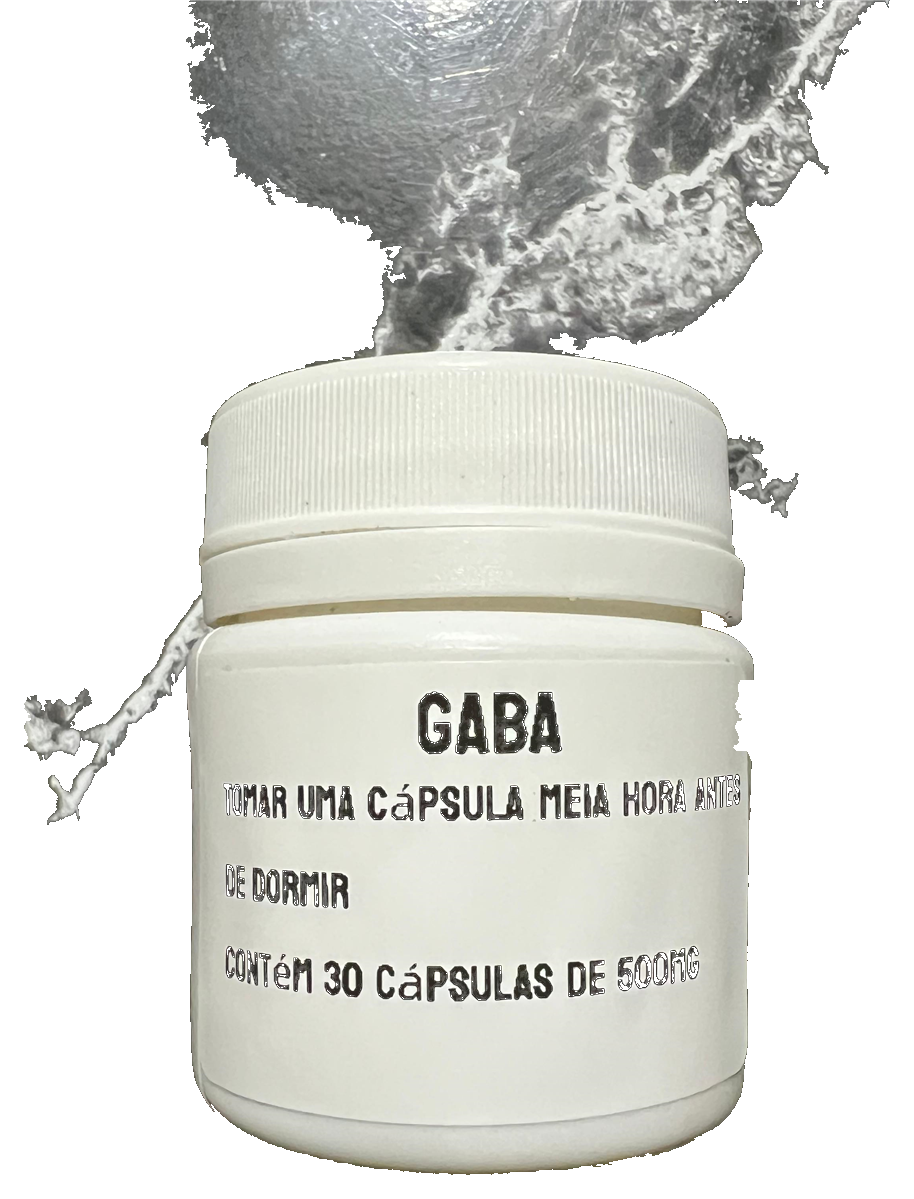 GABA
TOMAR UMA CáPSULA MEIA HORA ANTES
DE DORMIR
CONTéM 30 CáPSULAS DE 500MG